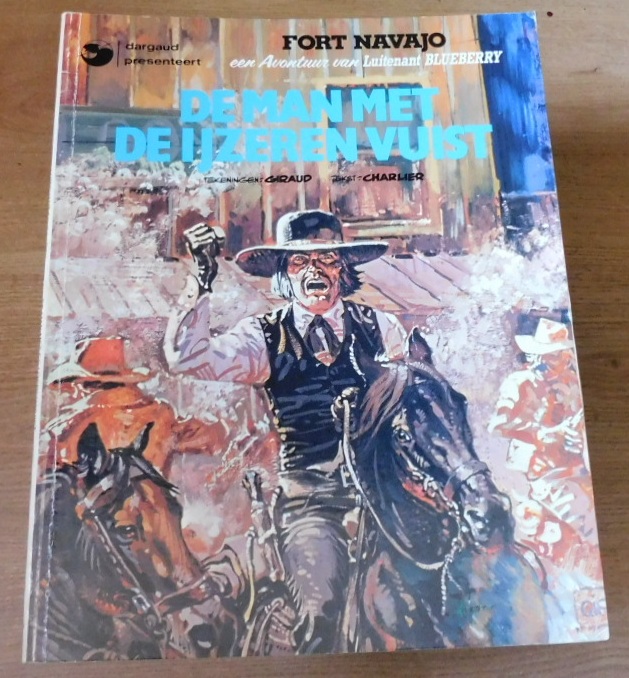 dargaud
presenteert
FORT NAVAJO
een Avontuur van Luitenant BLUEBERRY
DE MAN MET
DE IJZEREN VUIST
TEKENINGEN: GIRAUD TEKST: CHARLIER